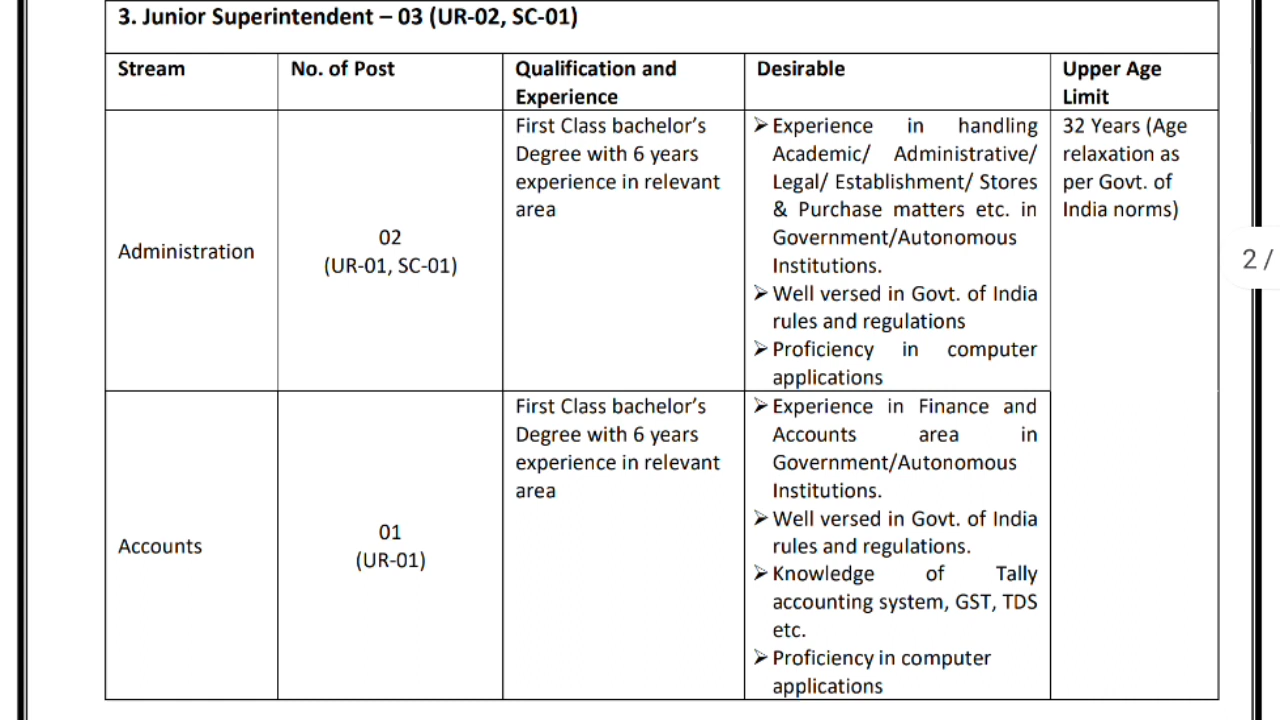 3. Junior Superintendent – 03 (UR-02, SC-01)
Stream
No. of Post
Qualification and
Experience
Desirable
Upper Age
Limit
Administration
02
(UR-01, SC-01)
First Class bachelor’s
Degree with 6 years
experience in relevant
area
➢ Experience in handling
Academic/ Administrative/
Legal/ Establishment/ Stores
& Purchase matters etc. in
Government/Autonomous
Institutions.
➢ Well versed in Govt. of India
rules and regulations
➢ Proficiency in computer
applications
32 Years (Age
relaxation as
per Govt. of
India norms)
Accounts
01
(UR-01)
First Class bachelor’s
Degree with 6 years
experience in relevant
area
➢ Experience in Finance and
Accounts area in
Government/Autonomous
Institutions.
➢ Well versed in Govt. of India
rules and regulations.
➢ Knowledge of Tally
accounting system, GST, TDS
etc.
➢ Proficiency in computer
applications
2 /